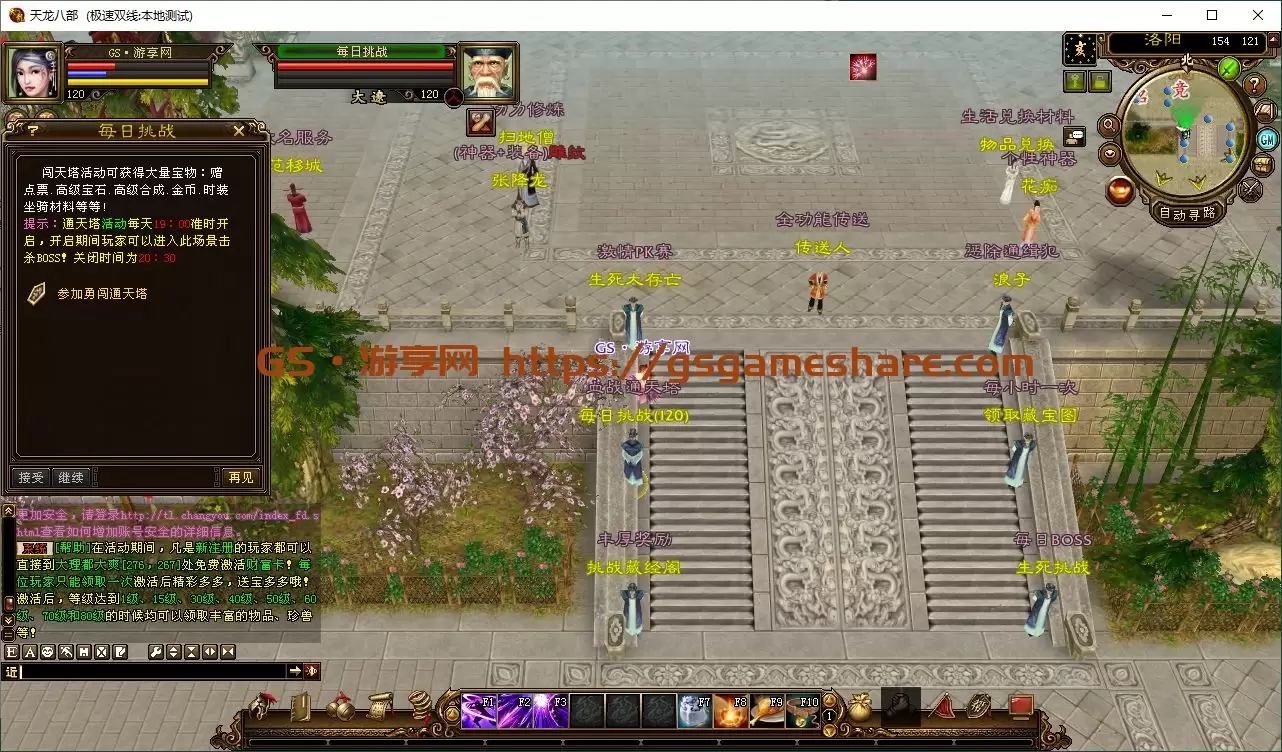 天龙八部 (极速双线:本地测试)
GS·游享网
120
每日挑战
大遼
120
洛阳
154 121
北
GM
自动寻路
每日挑战
闯天塔活动可获得大量宝物：赠
点票.高级宝石.高级合成.金币.时装
坐骑材料等等!
提示：通天塔活动每天19：00准时开
启，开启期间玩家可以进入此场景击
杀BOSS! 关闭时间为20：30
参加勇闯通天塔
接受
继续
再见
扫地僧
(神器+装备)雕纹
张降龙
生活兑换材料
物品兑换
个性神器
花痴
全功能传送
传送人
激情PK赛
生死大存亡
惩除通缉犯
浪子
GS·游享网 https://gsgameshare.com
GS·游享网
血战通天塔
每日挑战(120)
每小时一次
领取藏宝图
丰厚奖励
挑战藏经阁
每日BOSS
生死挑战
更加安全，请登录http://tl.changyou.com/index_fd.s
html查看如何增加账号安全的详细信息。
[帮助]在活动期间，凡是新注册的玩家都可以
直接到大理都大爽[276，267]处免费激活财富卡! 每
位玩家只能领取一次激活后精彩多多，送宝多多哦!
激活后，等级达到1级、15级、30级、40级、50级、60
级、70级和80级的时候均可以领取丰富的物品、珍兽
等!
近
F1
F2
F3
F7
F8
F9
F10
1